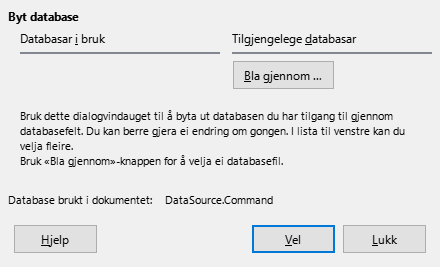 Byt database
Databasar i bruk
Tilgjengelege databasar
Bla gjennom ...
Bruk dette dialogvindauget til å byta ut databasen du har tilgang til gjennom
databasefelt. Du kan berre gjera ei endring om gongen. I lista til venstre kan du
velja fleire.
Bruk «Bla gjennom»-knappen for å velja ei databasefil.
Database brukt i dokumentet: DataSource.Command
Hjelp
Vel
Lukk